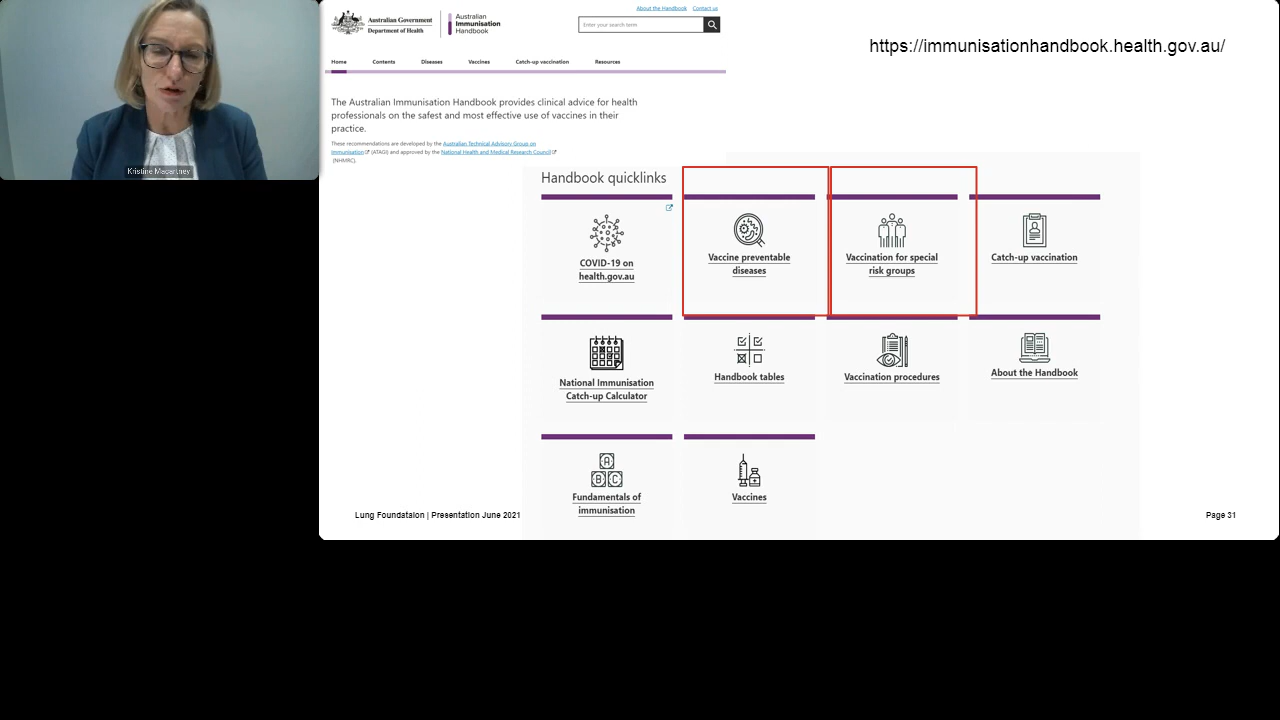 Kristine Macartney
About the Handbook Contact us
Australian Government
Department of Health
Australian
Immunisation
Handbook
Enter your search term
https://immunisationhandbook.health.gov.au/
Home Contents Diseases Vaccines Catch-up vaccination Resources
The Australian Immunisation Handbook provides clinical advice for health
professionals on the safest and most effective use of vaccines in their
practice.
These recommendations are developed by the Australian Technical Advisory Group on
Immunisation (ATAGI) and approved by the National Health and Medical Research Council
(NHMRC).
Handbook quicklinks
COVID-19 on
health.gov.au
Vaccine preventable
diseases
Vaccination for special
risk groups
Catch-up vaccination
National Immunisation
Catch-up Calculator
Handbook tables
Vaccination procedures
About the Handbook
A
B C
Fundamentals of
immunisation
Vaccines
Lung Foundataion | Presentation June 2021
Page 31